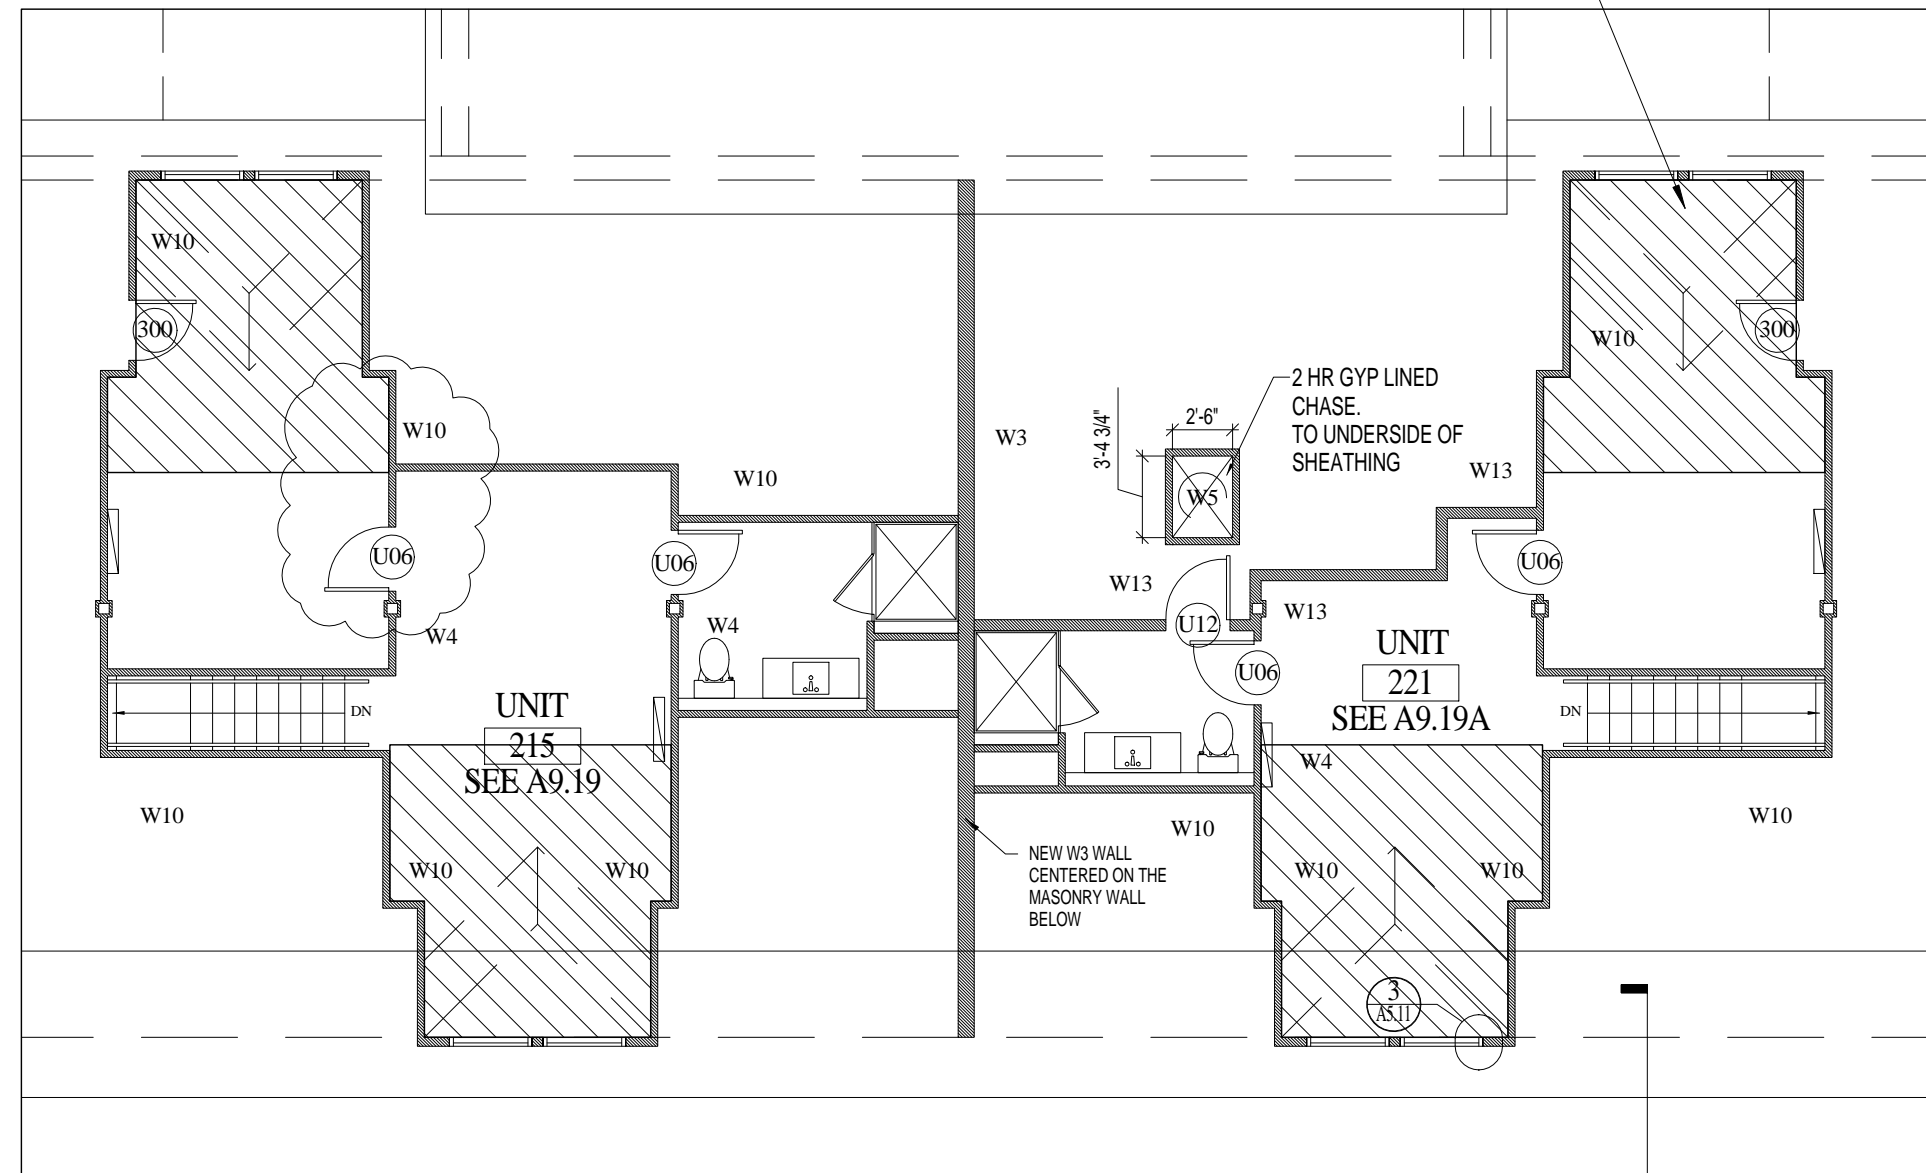 W10
300
W10
W10
U06
U06
W4
W4
DN
UNIT
215
SEE A9.19
W10
W10
W10
W3
3'-4 3/4"
2'-6"
W5
2 HR GYP LINED
CHASE.
TO UNDERSIDE OF
SHEATHING
W13
W10
300
U06
W13
W13
U12
U06
UNIT
221
SEE A9.19A
DN
W4
W10
NEW W3 WALL
CENTERED ON THE
MASONRY WALL
BELOW
W10
W10
W10
3
A5.11